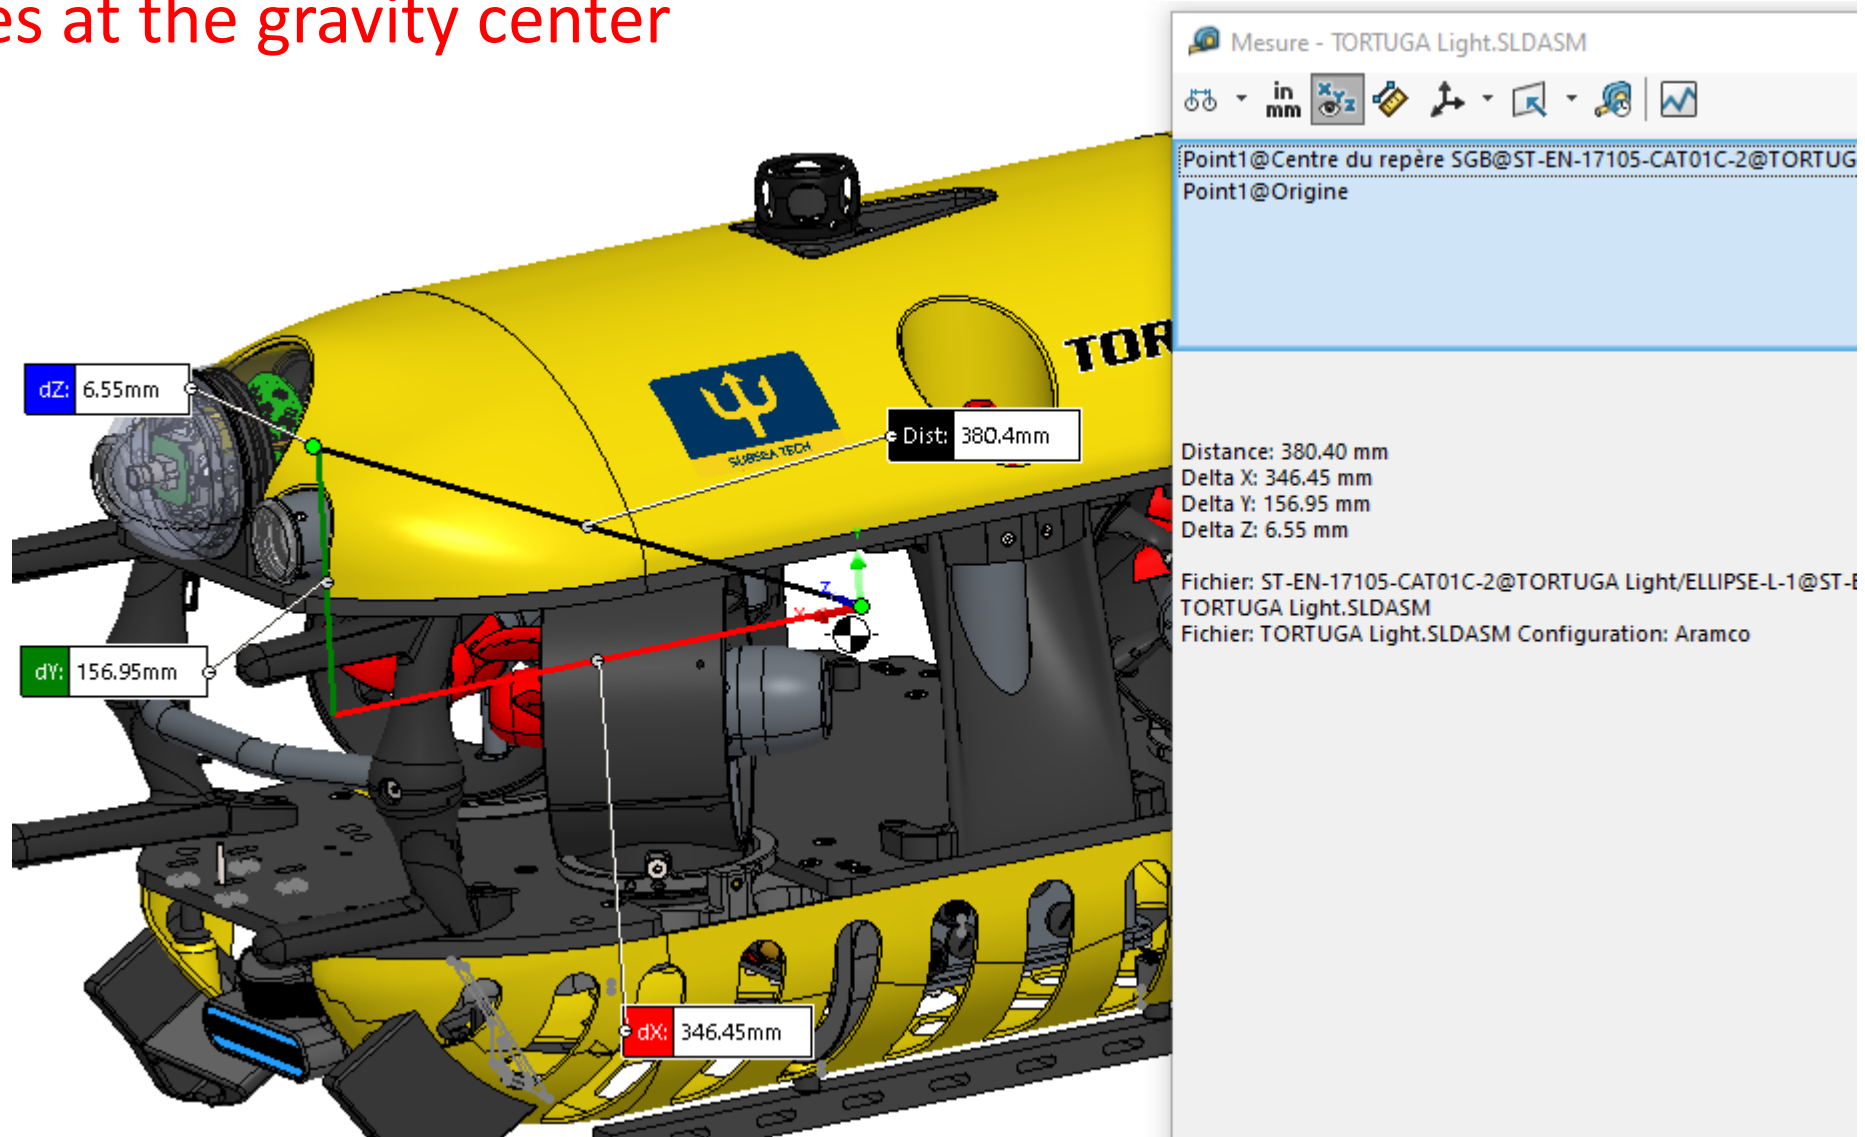 es at the gravity center
Mesure - TORTUGA Light.SLDASM
in
mm
X Y Z
Point1@Centre du repère SGB@ST-EN-17105-CAT01C-2@TORTUG
Point1@Origine
dZ: 6.55mm
TOR
SUBSEA TECH
Dist: 380.4mm
Distance: 380.40 mm
Delta X: 346.45 mm
Delta Y: 156.95 mm
Delta Z: 6.55 mm
Y
Z
X
Fichier: ST-EN-17105-CAT01C-2@TORTUGA Light/ELLIPSE-L-1@ST-E
TORTUGA Light.SLDASM
Fichier: TORTUGA Light.SLDASM Configuration: Aramco
dY: 156.95mm
dX: 346.45mm